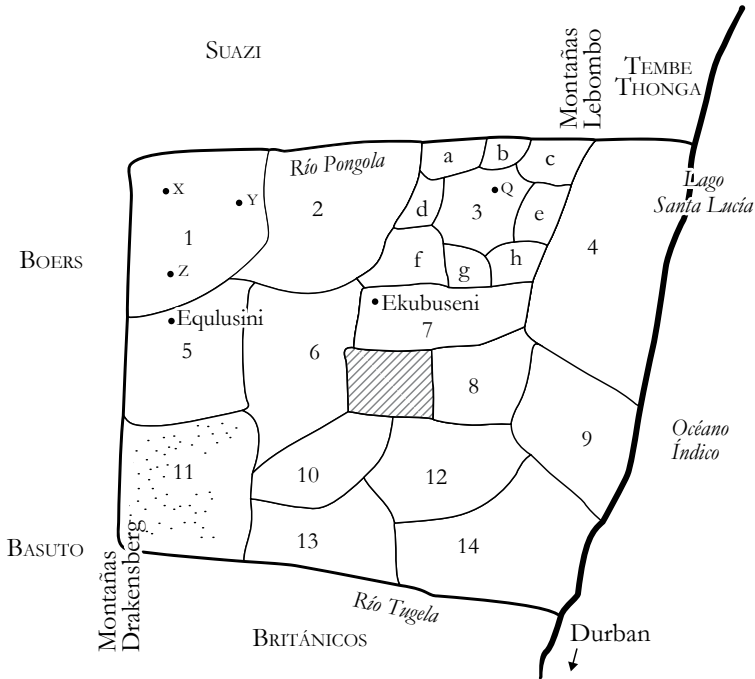 SUAZI
Montañas
Lebombo
TEMBE
THONGA
a
b
c
Río Pongola
Lago
Santa Lucía
X
Y
Q
1
2
3
d
e
4
BOERS
Z
f
g
h
Equlusini
Ekubuseni
5
6
7
8
9
Océano
Índico
10
11
12
13
14
BASUTO
Montañas
Drakensberg
Río Tugela
BRITÁNICOS
Durban